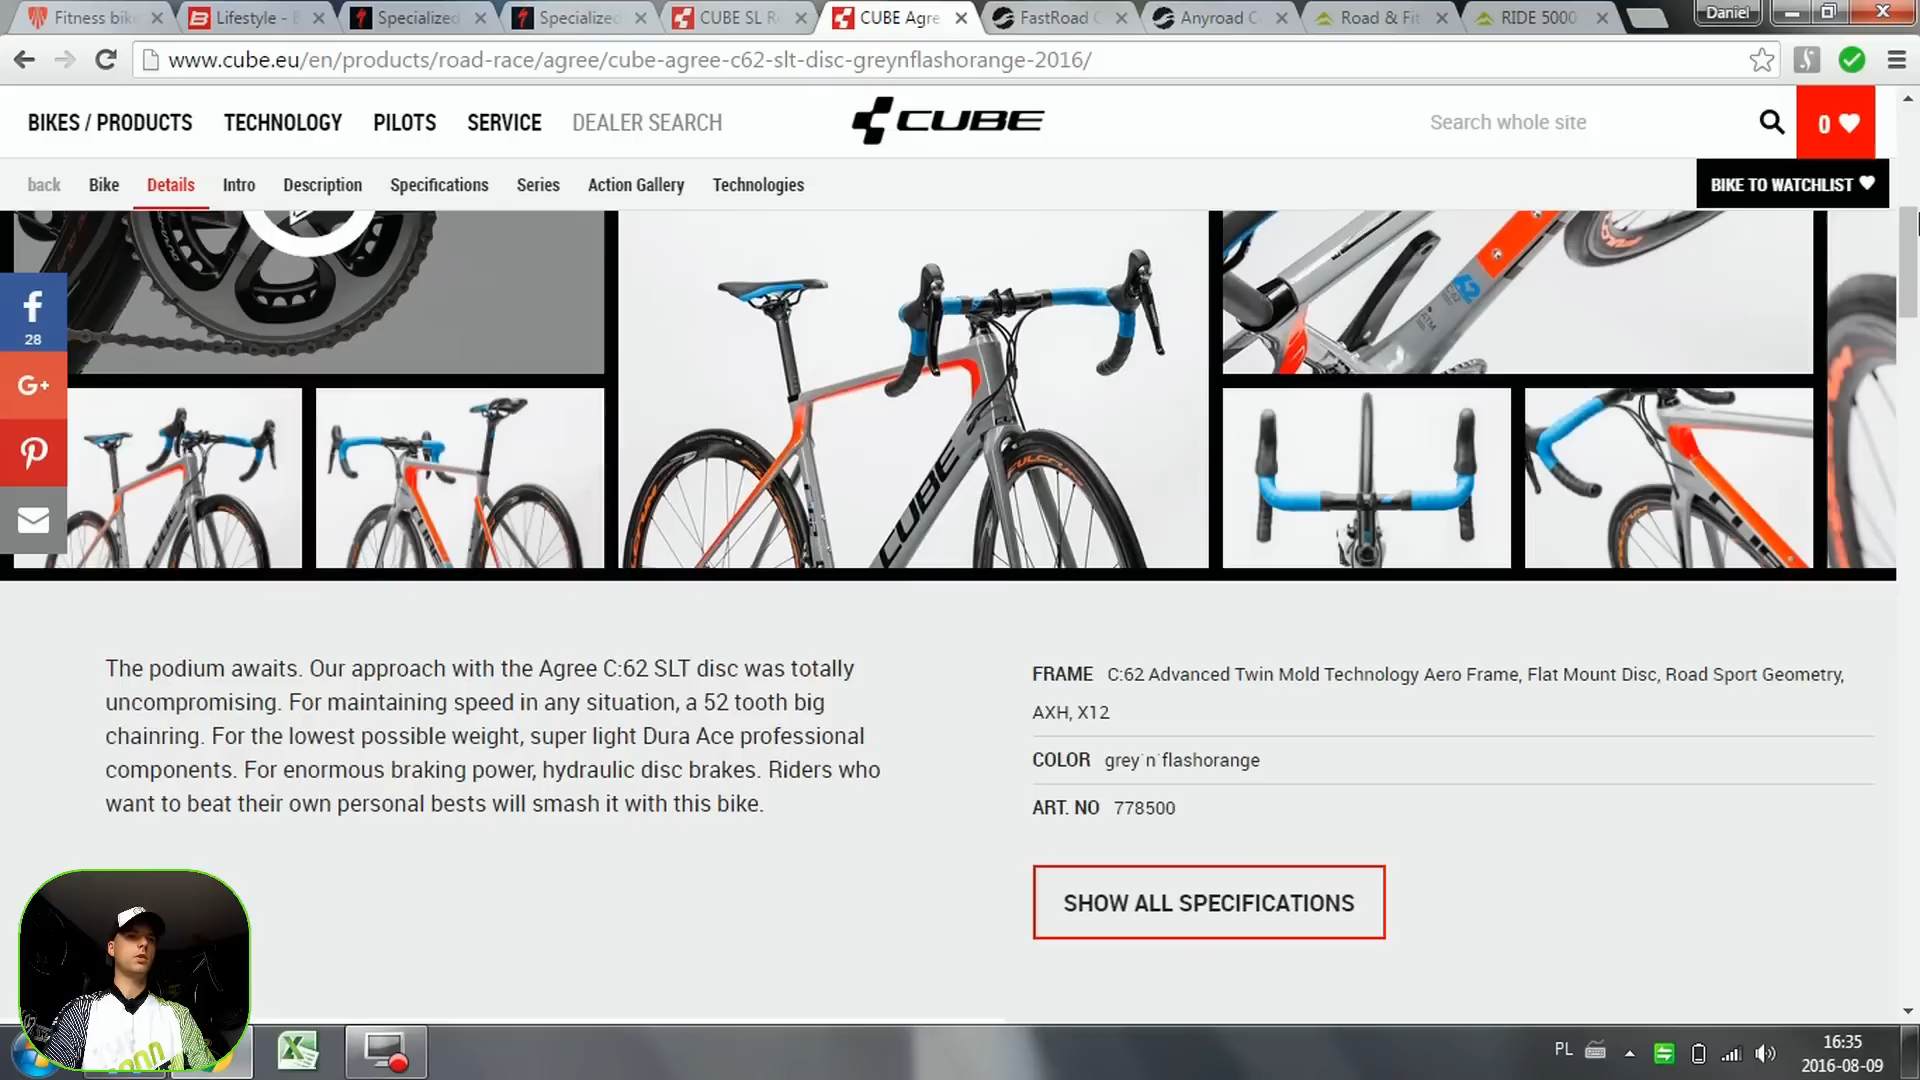 Fitness bike
Lifestyle - B
Specialized
Specialized
CUBE SL R
CUBE Agre
FastRoad C
Anyroad C
Road & Fit
RIDE 5000
Daniel
www.cube.eu/en/products/road-race/agree/cube-agree-c62-slt-disc-greynflashorange-2016/
BIKES / PRODUCTS TECHNOLOGY PILOTS SERVICE DEALER SEARCH
CUBE
Search whole site
0
back Bike Details Intro Description Specifications Series Action Gallery Technologies
BIKE TO WATCHLIST
28
G+
CUBE
FULCRUM
62
The podium awaits. Our approach with the Agree C:62 SLT disc was totally
uncompromising. For maintaining speed in any situation, a 52 tooth big
chainring. For the lowest possible weight, super light Dura Ace professional
components. For enormous braking power, hydraulic disc brakes. Riders who
want to beat their own personal bests will smash it with this bike.
FRAME C:62 Advanced Twin Mold Technology Aero Frame, Flat Mount Disc, Road Sport Geometry,
AXH, X12
COLOR grey`n`flashorange
ART. NO 778500
SHOW ALL SPECIFICATIONS
PL
16:35
2016-08-09